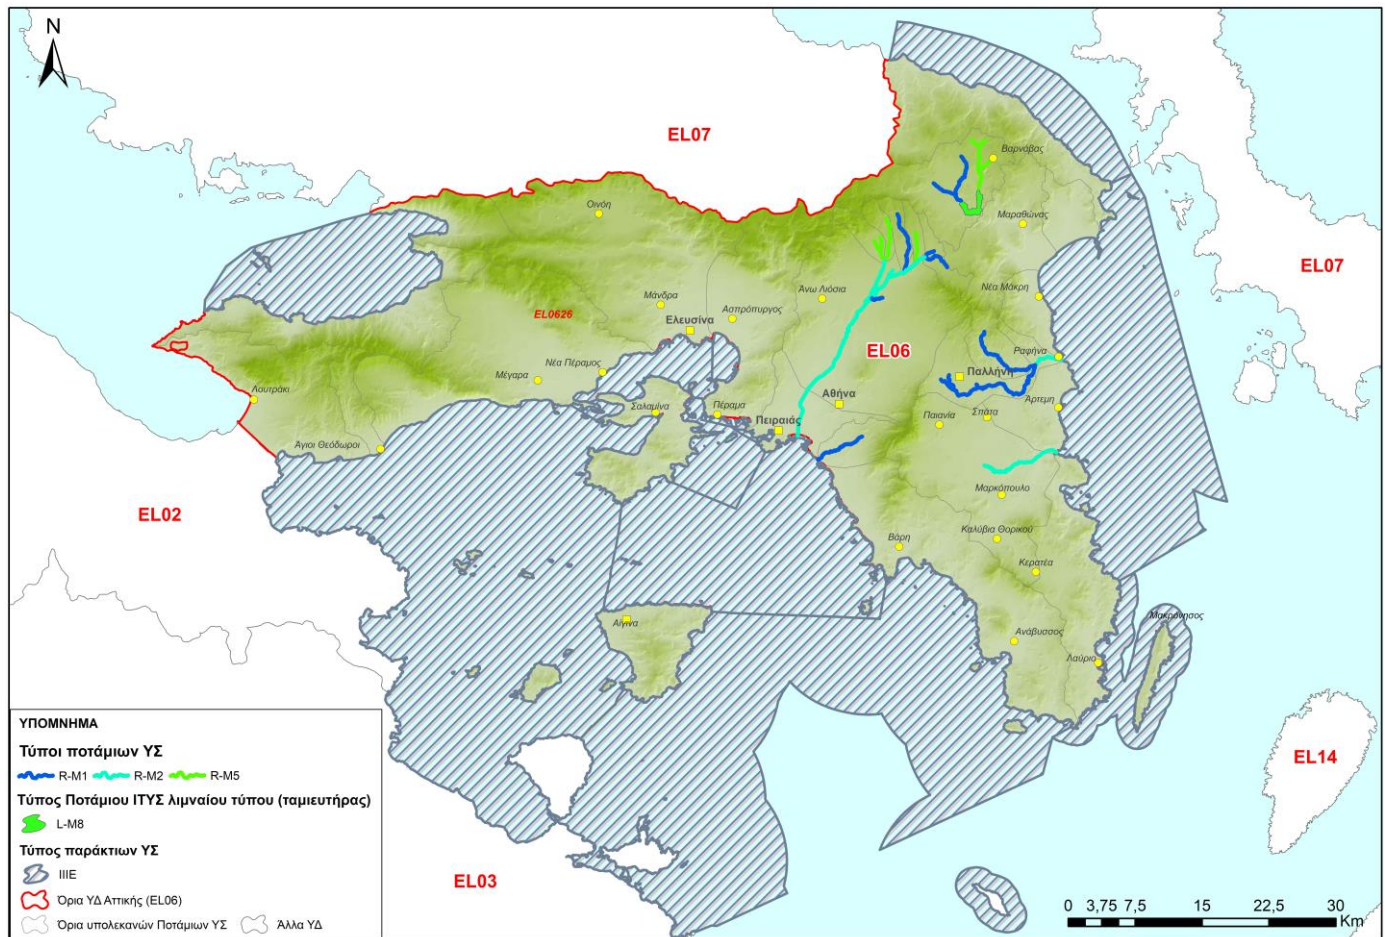 N
EL07
Βαρνάβας
Οινόη
Μαραθώνας
EL07
Μάνδρα
Άνω Λιόσια
Νέα Μάκρη
EL0626
Ασπρόπυργος
Ελευσίνα
EL06
Ραφήνα
Νέα Πέραμος
Μέγαρα
Παλλήνη
Λουτράκι
Σαλαμίνα
Πέραμα
Αθήνα
Άρτεμη
Πειραιάς
Παιανία
Σπάτα
Άγιοι Θεόδωροι
Μαρκόπουλο
EL02
Καλύβια Θορικού
Βάρη
Κερατέα
Μακρόνησος
Αίγινα
Ανάβυσσος
Λαύριο
EL14
EL03
ΥΠΟΜΝΗΜΑ
Τύποι ποτάμιων ΥΣ
R-M1 R-M2 R-M5
Τύπος Ποτάμιου ΙΤΥΣ λιμναίου τύπου (ταμιευτήρας)
L-M8
Τύπος παράκτιων ΥΣ
IIIE
Όρια ΥΔ Αττικής (EL06)
Όρια υπολεκανών Ποτάμιων ΥΣ Άλλα ΥΔ
0 3,75 7,5 15 22,5 30
Km